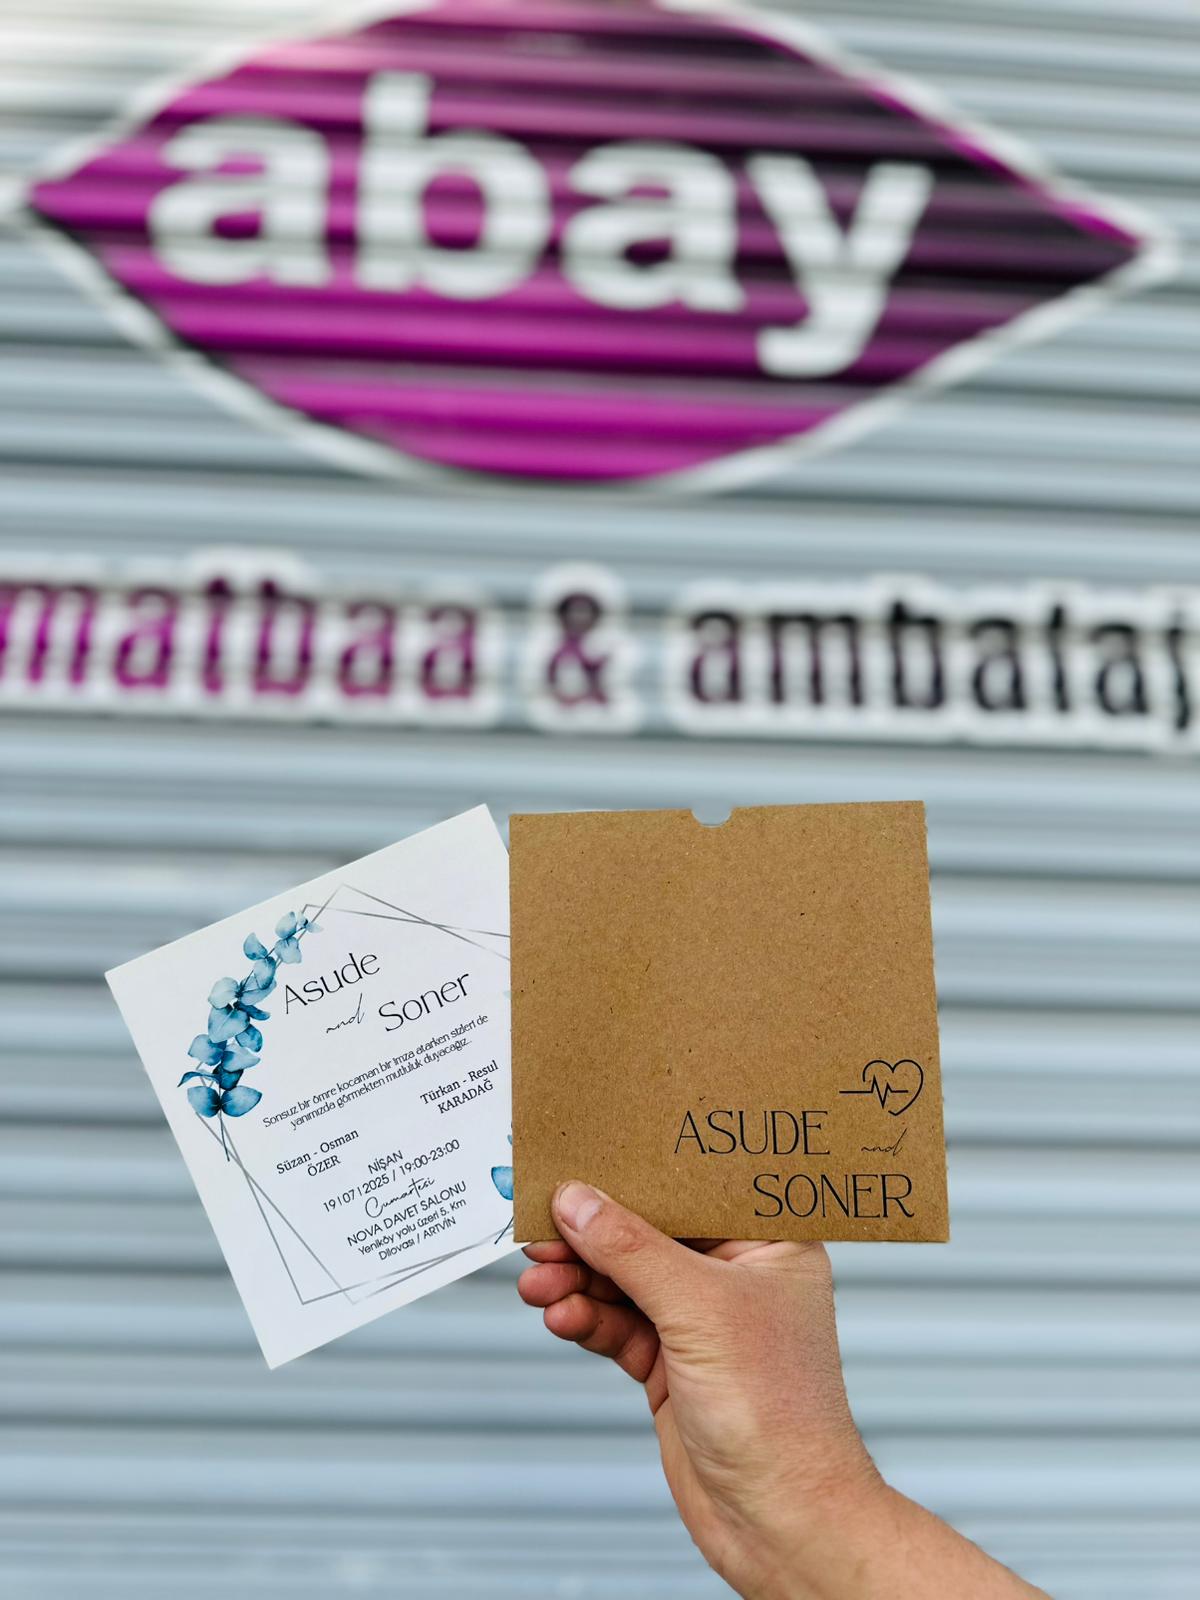 abay
matbaa & ambalaj
Asude
and Soner
Sonsuz bir ömre kocaman bir imza atarken sizleri de
yanımızda görmekten mutluluk duyacağız..
Türkan - Resul
KARADAĞ
Süzan - Osman
ÖZER
NİŞAN
19 | 07 | 2025 / 19:00-23:00
Cumartesi
NOVA DAVET SALONU
Yeniköy yolu üzeri 5. Km
Dilovası / ARTVİN
ASUDE and
SONER